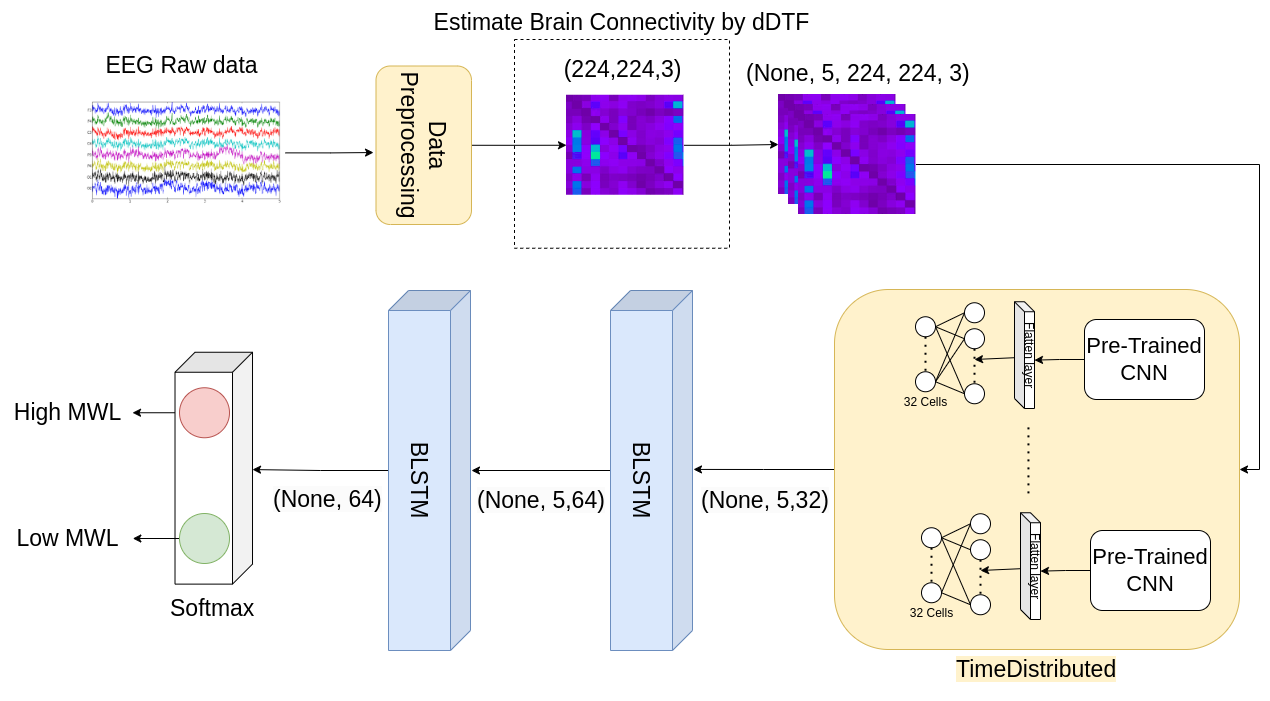 Estimate Brain Connectivity by dDTF
EEG Raw data
Data
Preprocessing
(224,224,3)
(None, 5, 224, 224, 3)
Pre-Trained
CNN
Flatten layer
32 Cells
Pre-Trained
CNN
Flatten layer
32 Cells
TimeDistributed
(None, 5,32)
BLSTM
(None, 5,64)
BLSTM
(None, 64)
High MWL
Low MWL
Softmax